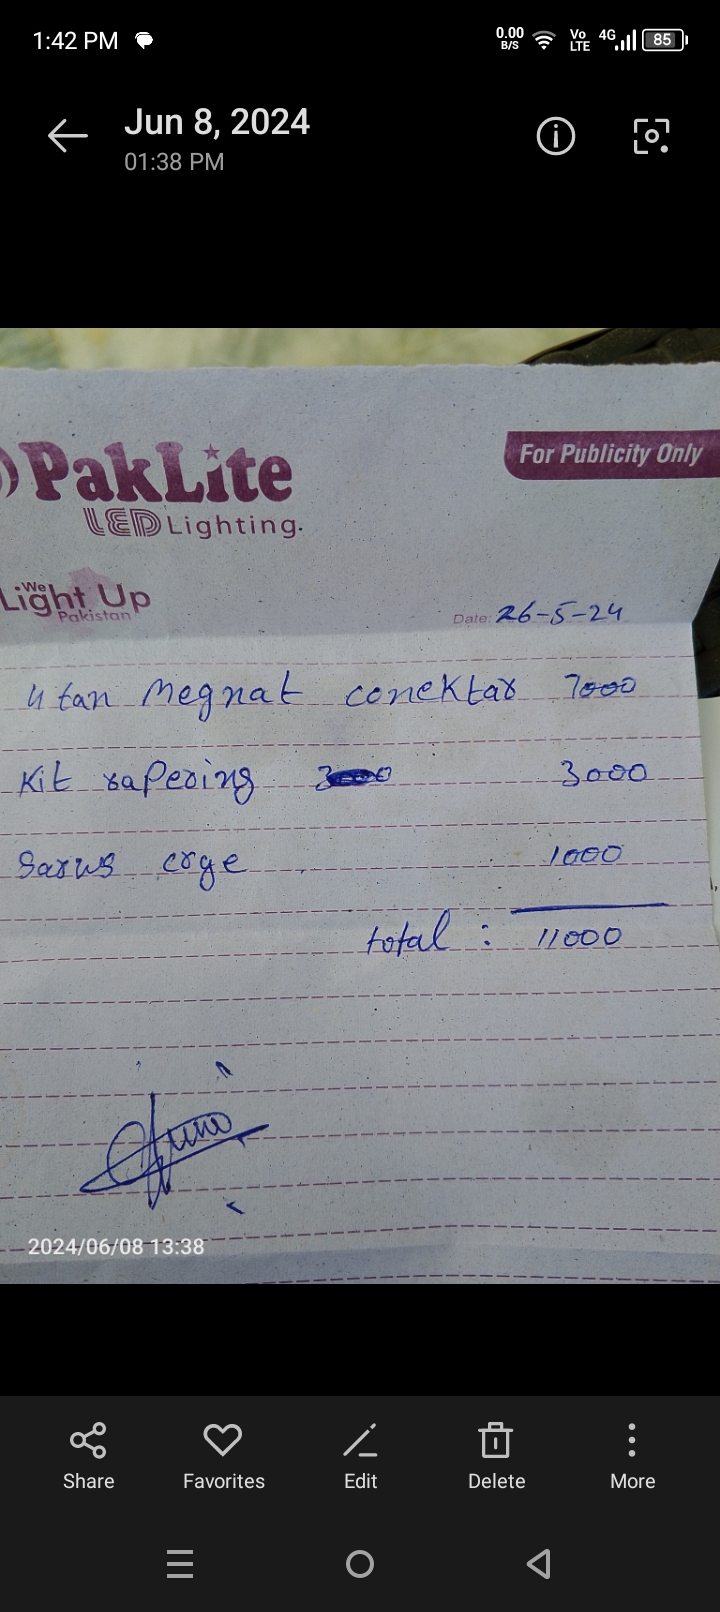 1:42 PM 0.00 B/S Vo LTE 4G 85
Jun 8, 2024
01:38 PM
PakLite
LED Lighting.
For Publicity Only
We
Light Up
Pakistan
Date: 26-5-24
4 tan Megnat conektar 7000
Kit rapering 3000
Sarws crge 1000
total : 11000
2024/06/08 13:38
Share Favorites Edit Delete More